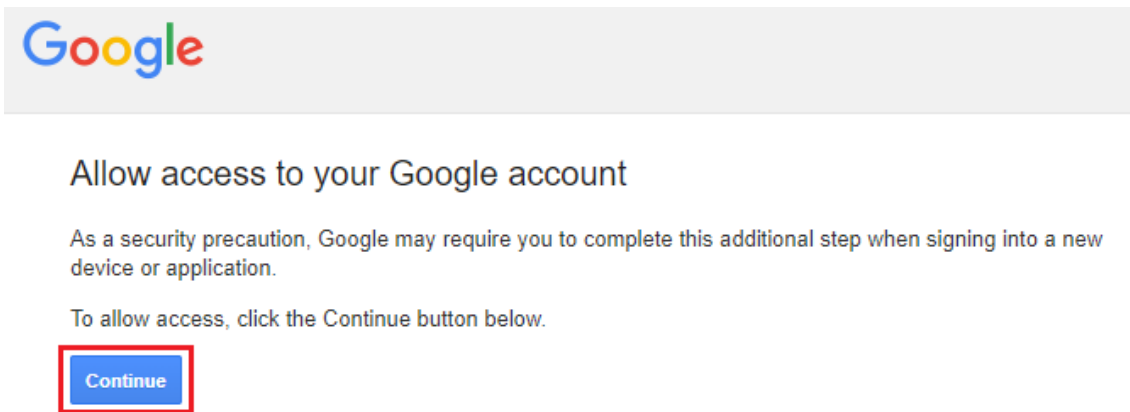 Google
Allow access to your Google account
As a security precaution, Google may require you to complete this additional step when signing into a new
device or application.
To allow access, click the Continue button below.
Continue